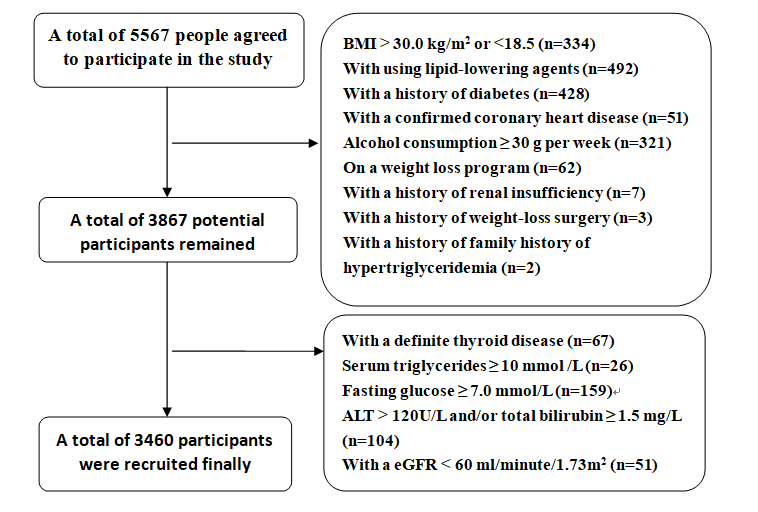 A total of 5567 people agreed
to participate in the study
BMI > 30.0 kg/m² or <18.5 (n=334)
With using lipid-lowering agents (n=492)
With a history of diabetes (n=428)
With a confirmed coronary heart disease (n=51)
Alcohol consumption ≥ 30 g per week (n=321)
On a weight loss program (n=62)
With a history of renal insufficiency (n=7)
With a history of weight-loss surgery (n=3)
With a history of family history of
hypertriglyceridemia (n=2)
A total of 3867 potential
participants remained
With a definite thyroid disease (n=67)
Serum triglycerides ≥ 10 mmol /L (n=26)
Fasting glucose ≥ 7.0 mmol/L (n=159)↵
ALT > 120U/L and/or total bilirubin ≥ 1.5 mg/L
(n=104)
With a eGFR < 60 ml/minute/1.73m² (n=51)
A total of 3460 participants
were recruited finally